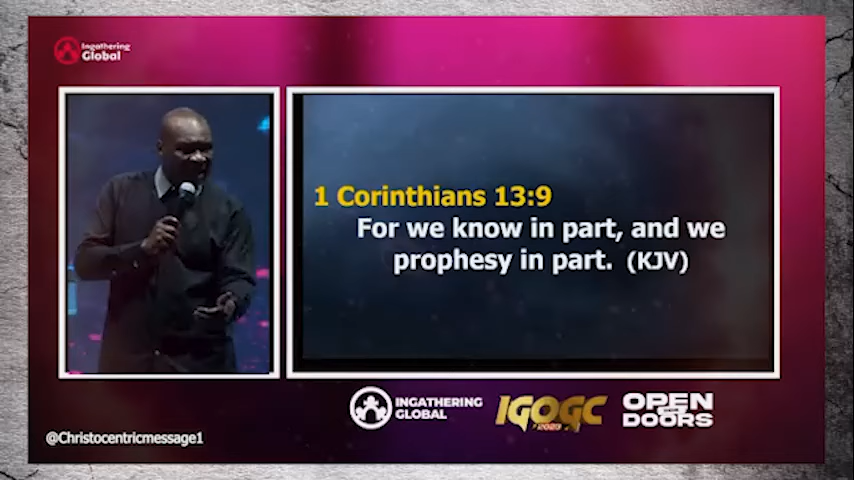 Ingathering
Global
1 Corinthians 13:9
For we know in part, and we
prophesy in part. (KJV)
INGATHERING
GLOBAL
IGOGC
2023
OPEN
DOORS
@Christocentricmessage1